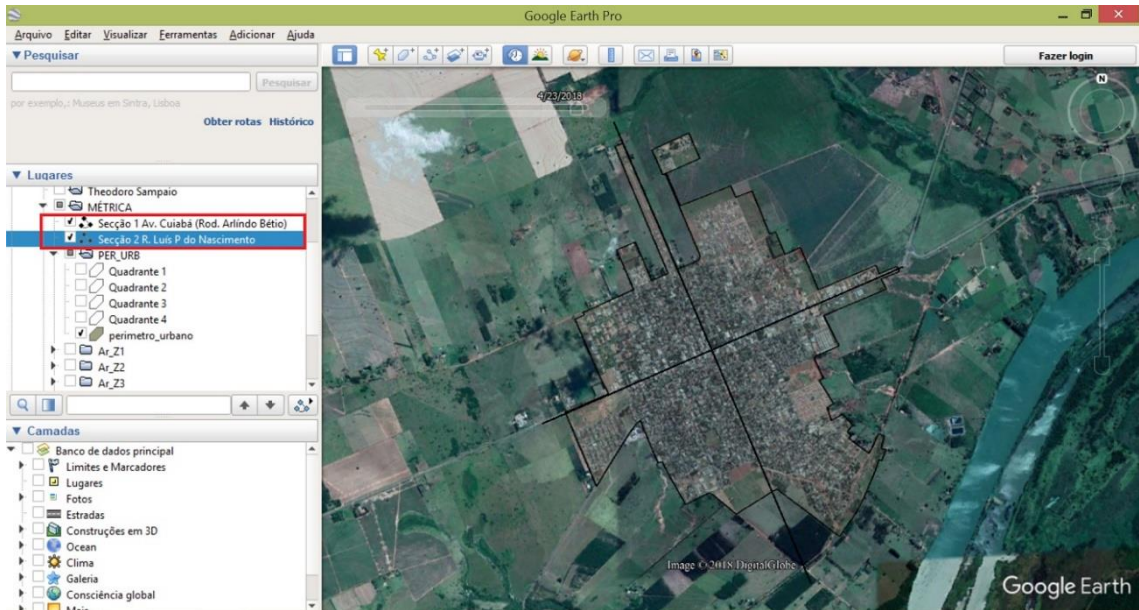 Google Earth Pro
Arquivo Editar Visualizar Ferramentas Adicionar Ajuda
▼ Pesquisar
Fazer login
Pesquisar
por exemplo,: Museus em Sintra, Lisboa
Obter rotas Histórico
4/23/2018
N
▼ Lugares
Theodoro Sampaio
MÉTRICA
Secção 1 Av. Cuiabá (Rod. Arlíndo Bétio)
Secção 2 R. Luís P do Nascimento
PER_URB
Quadrante 1
Quadrante 2
Quadrante 3
Quadrante 4
perimetro_urbano
Ar_Z1
Ar_Z2
Ar_Z3
▼ Camadas
Banco de dados principal
Limites e Marcadores
Lugares
Fotos
Estradas
Construções em 3D
Ocean
Clima
Galeria
Consciência global
Mais
Image © 2018 DigitalGlobe
Google Earth